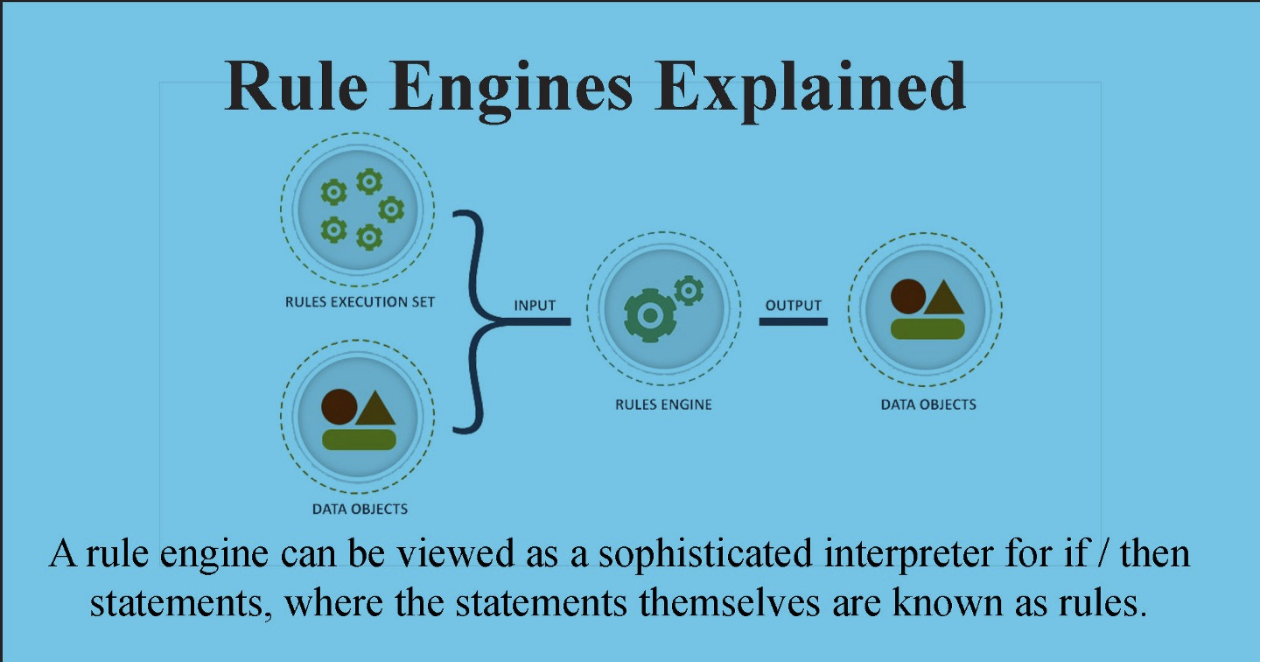 Rule Engines Explained
RULES EXECUTION SET
DATA OBJECTS
INPUT
RULES ENGINE
OUTPUT
DATA OBJECTS
A rule engine can be viewed as a sophisticated interpreter for if / then
statements, where the statements themselves are known as rules.